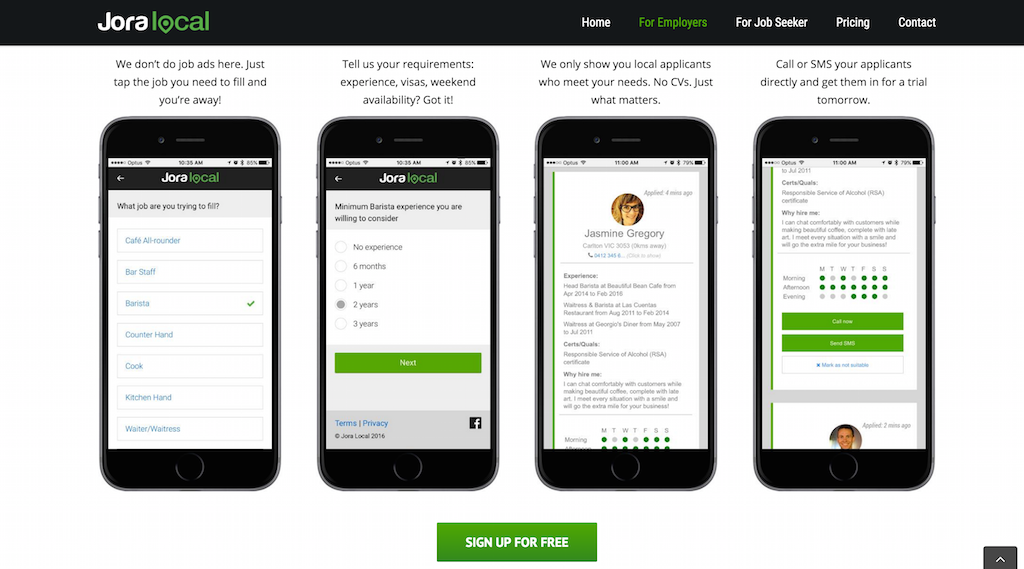 Jora local
Home For Employers For Job Seeker Pricing Contact
We don’t do job ads here. Just
tap the job you need to fill and
you’re away!
Tell us your requirements:
experience, visas, weekend
availability? Got it!
We only show you local applicants
who meet your needs. No CVs. Just
what matters.
Call or SMS your applicants
directly and get them in for a trial
tomorrow.
Optus 10:35 AM 85%
Jora local
What job are you trying to fill?
Café All-rounder
Bar Staff
Barista
Counter Hand
Cook
Kitchen Hand
Waiter/Waitress
Optus 10:35 AM 85%
Jora local
Minimum Barista experience you are
willing to consider
No experience
6 months
1 year
2 years
3 years
Next
Terms | Privacy
© Jora Local 2016
Optus 11:00 AM 79%
Applied: 4 mins ago
Jasmine Gregory
Carlton VIC 3053 (0kms away)
0412 345 6... (Click to show)
Experience:
Head Barista at Beautiful Bean Cafe from
Apr 2014 to Feb 2016
Waitress & Barista at Las Cuentas
Restaurant from Aug 2011 to Feb 2014
Waitress at Georgio's Diner from May 2007
to Jul 2011
Certs/Quals:
Responsible Service of Alcohol (RSA)
certificate
Why hire me:
I can chat comfortably with customers while
making beautiful coffee, complete with late
art. I meet every situation with a smile and
will go the extra mile for your business!
M T W T F S S
Morning
Afternoon
Optus 11:00 AM 79%
to Jul 2011
Certs/Quals:
Responsible Service of Alcohol (RSA)
certificate
Why hire me:
I can chat comfortably with customers while
making beautiful coffee, complete with late
art. I meet every situation with a smile and
will go the extra mile for your business!
M T W T F S S
Morning
Afternoon
Evening
Call now
Send SMS
Mark as not suitable
Applied: 2 mins ago
SIGN UP FOR FREE